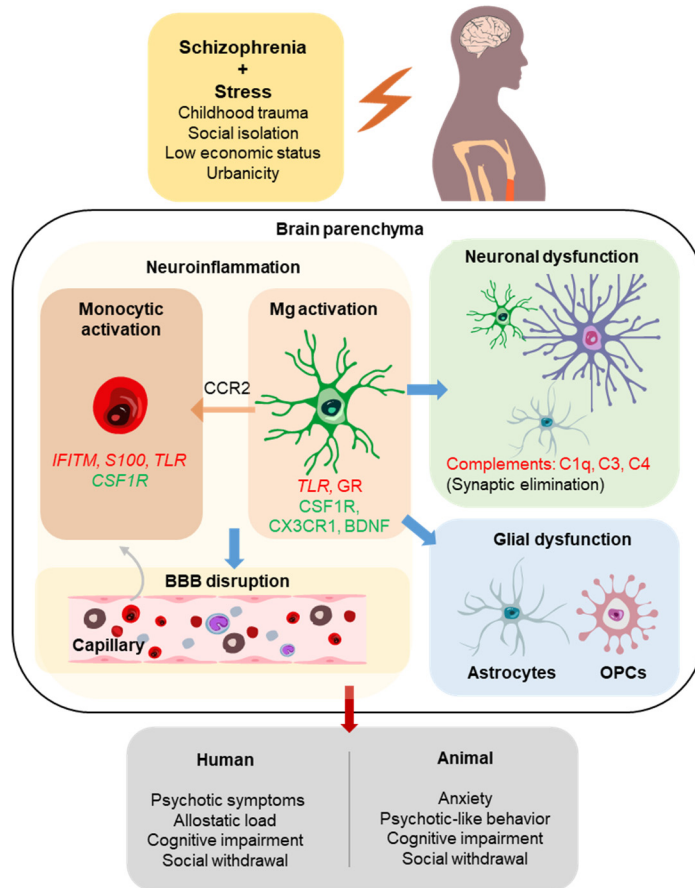 Schizophrenia
+
Stress
Childhood trauma
Social isolation
Low economic status
Urbanicity
Brain parenchyma
Neuroinflammation
Monocytic
activation
IFITM, S100, TLR
CSF1R
CCR2
Mg activation
TLR, GR
CSF1R,
CX3CR1, BDNF
BBB disruption
Capillary
Neuronal dysfunction
Complements: C1q, C3, C4
(Synaptic elimination)
Glial dysfunction
Astrocytes
OPCs
Human
Psychotic symptoms
Allostatic load
Cognitive impairment
Social withdrawal
Animal
Anxiety
Psychotic-like behavior
Cognitive impairment
Social withdrawal